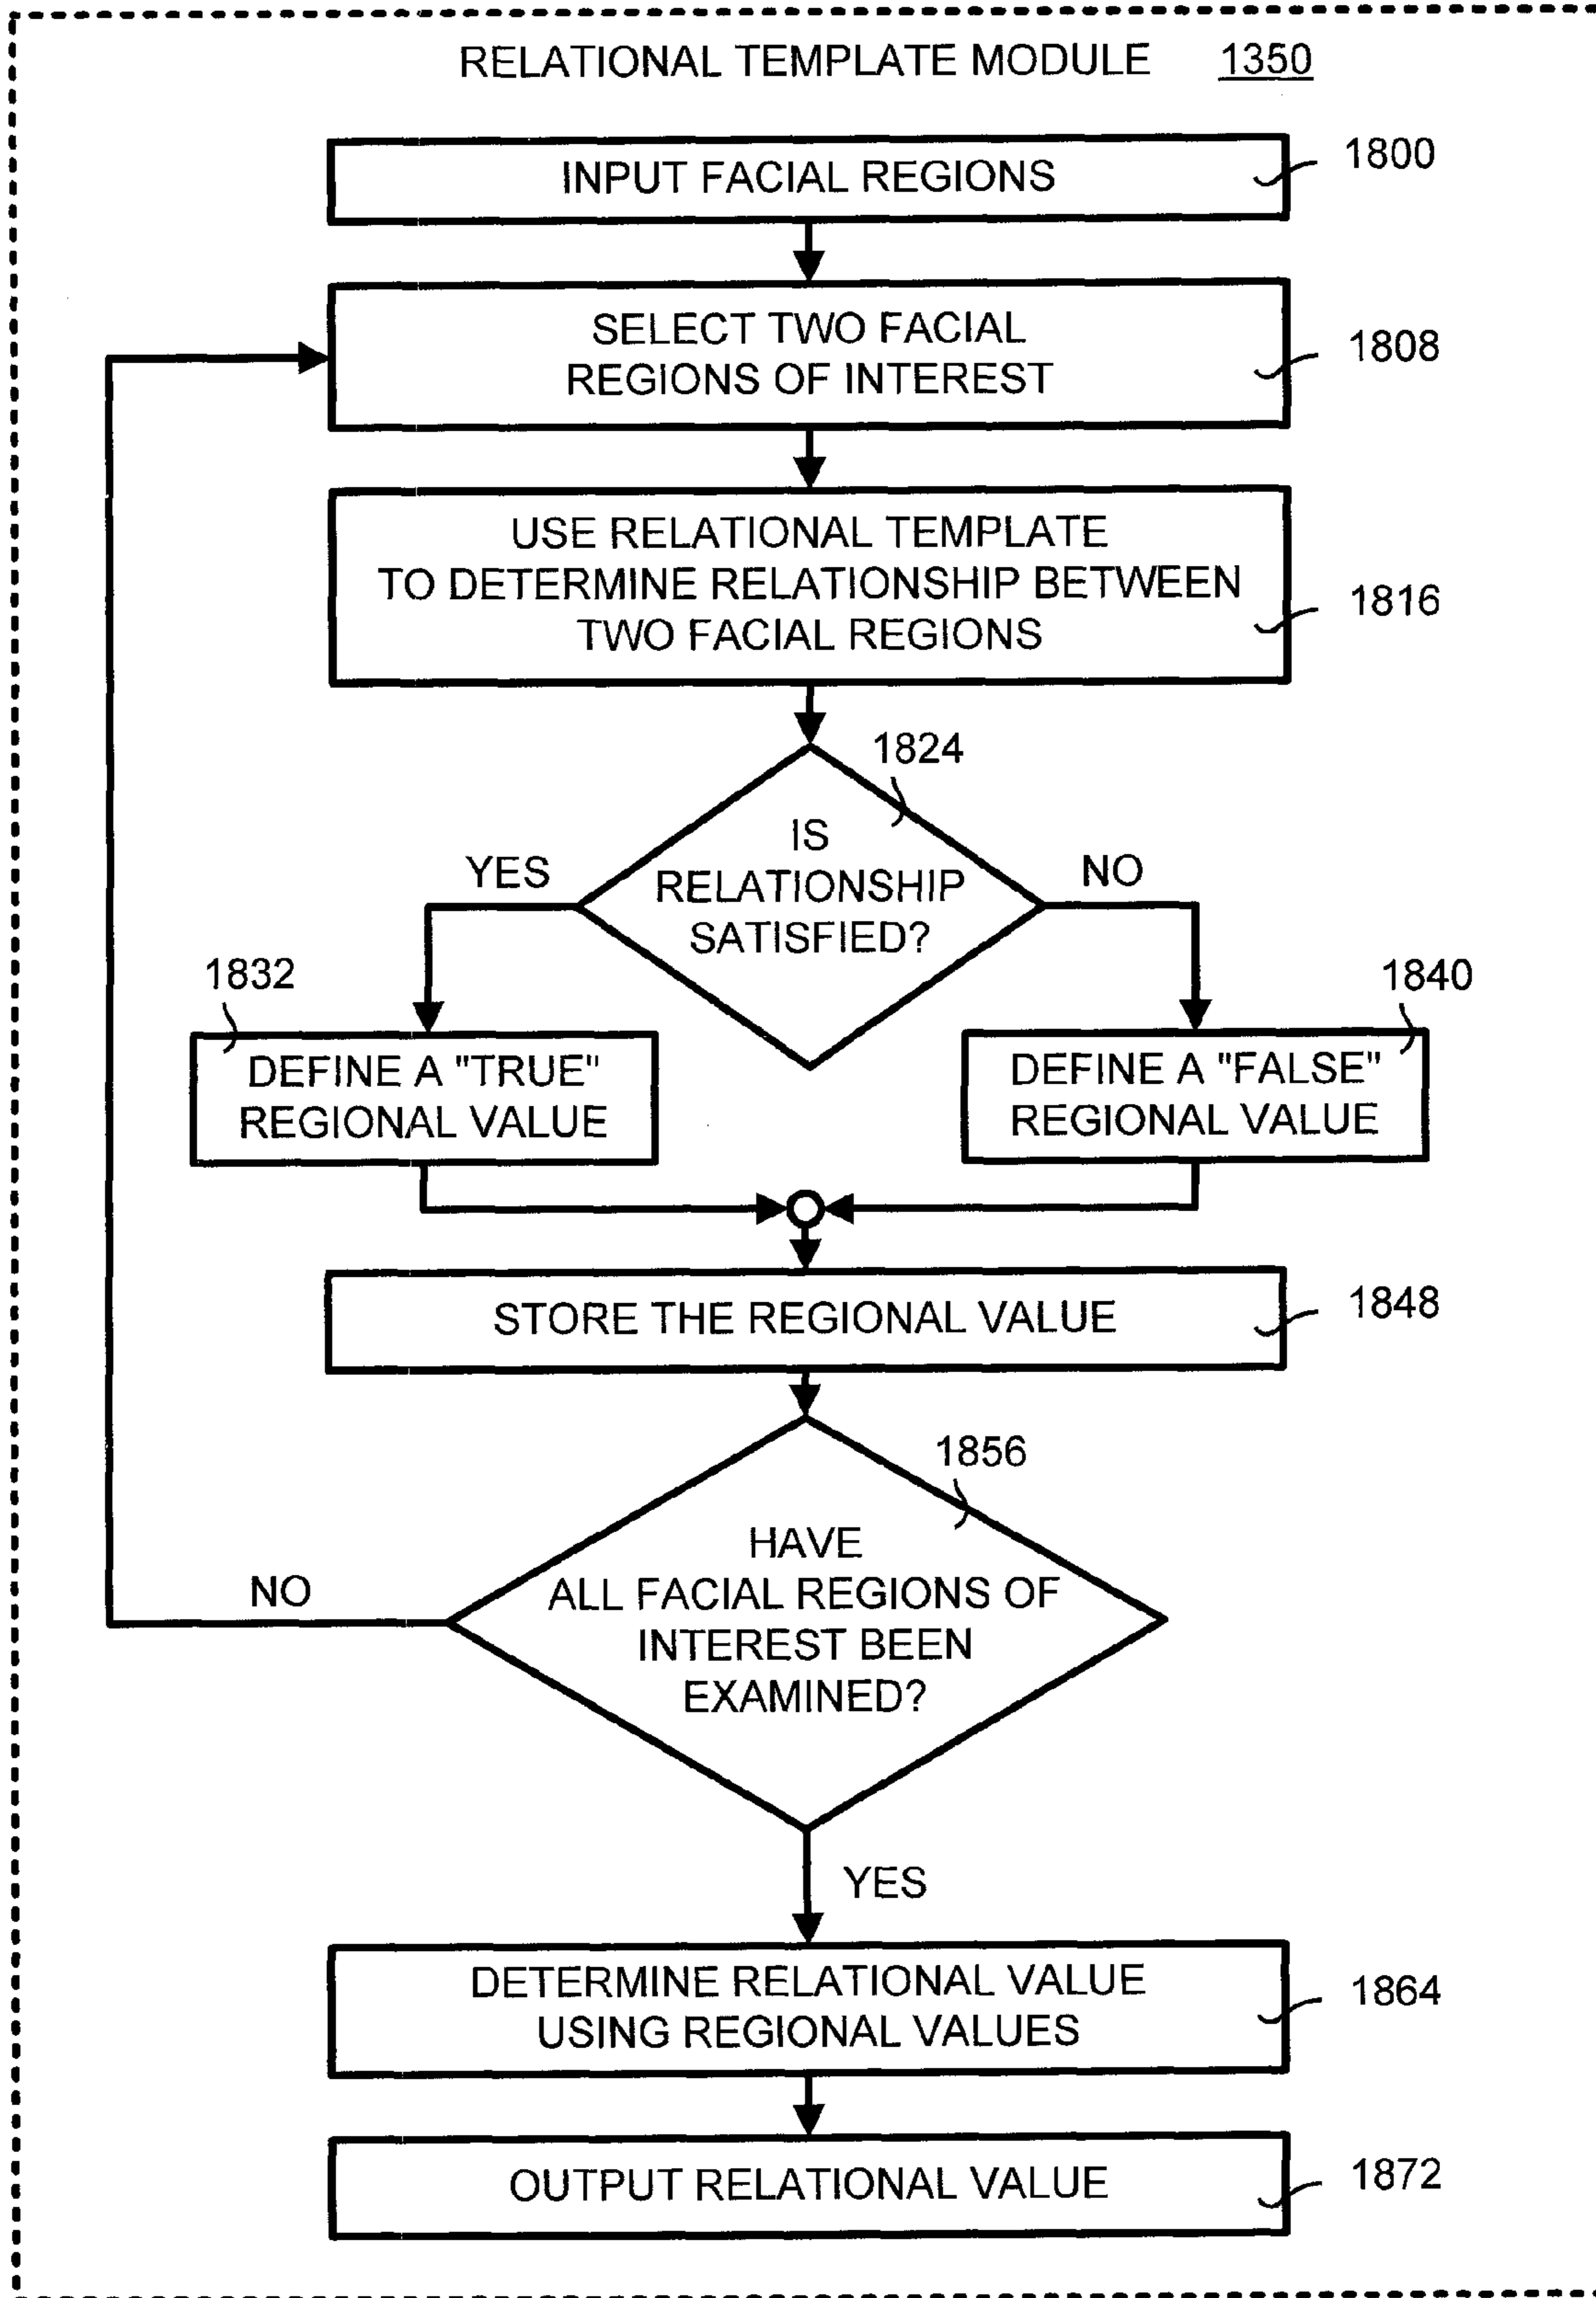 RELATIONAL TEMPLATE MODULE 1350
INPUT FACIAL REGIONS
1800
SELECT TWO FACIAL
REGIONS OF INTEREST
1808
USE RELATIONAL TEMPLATE
TO DETERMINE RELATIONSHIP BETWEEN
TWO FACIAL REGIONS
1816
1824
IS
RELATIONSHIP
SATISFIED?
YES
NO
1832
DEFINE A "TRUE"
REGIONAL VALUE
1840
DEFINE A "FALSE"
REGIONAL VALUE
STORE THE REGIONAL VALUE
1848
1856
HAVE
ALL FACIAL REGIONS OF
INTEREST BEEN
EXAMINED?
NO
YES
DETERMINE RELATIONAL VALUE
USING REGIONAL VALUES
1864
OUTPUT RELATIONAL VALUE
1872